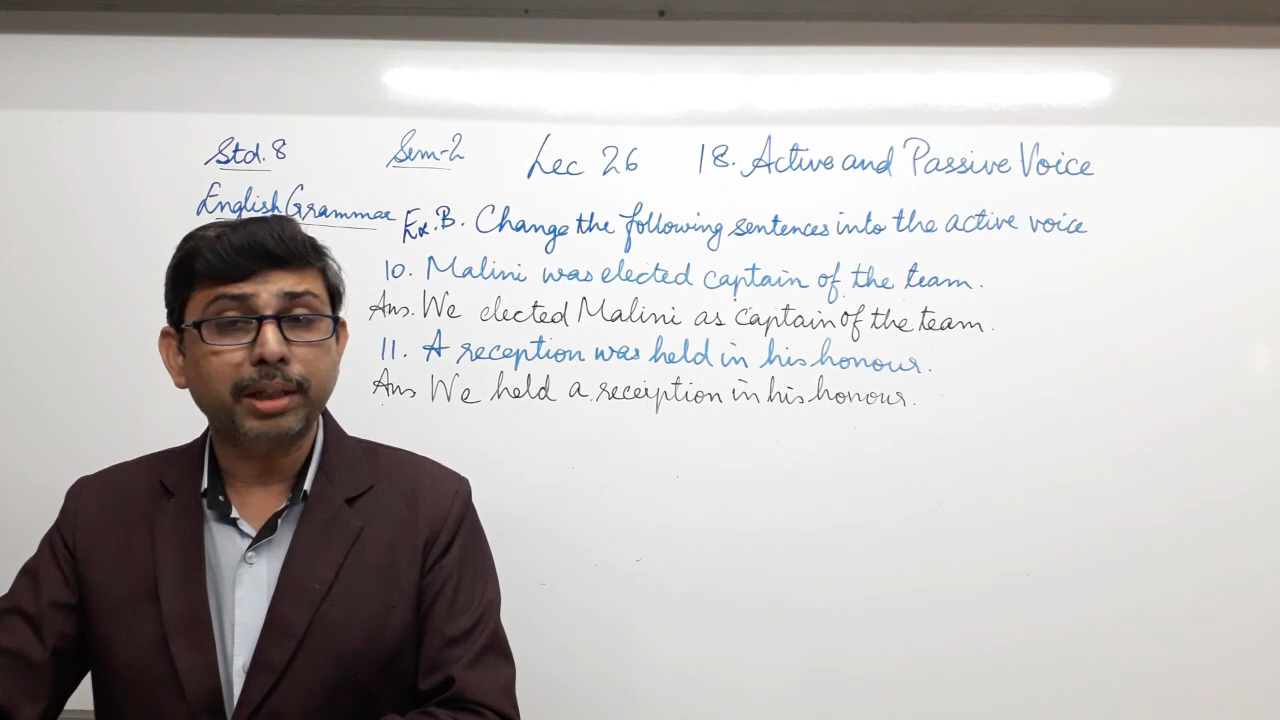 Std. 8 Sem-2 Lec 26 18. Active and Passive Voice
English Grammar Ex. B. Change the following sentences into the active voice
10. Malini was elected captain of the team.
Ans. We elected Malini as captain of the team.
11. A reception was held in his honour.
Ans We held a receiption in his honour.